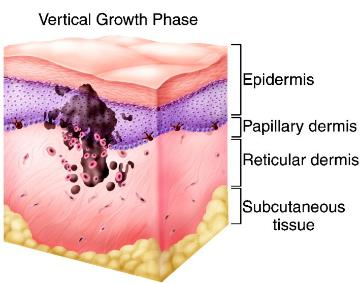 Vertical Growth Phase
Epidermis
Papillary dermis
Reticular dermis
Subcutaneous
tissue